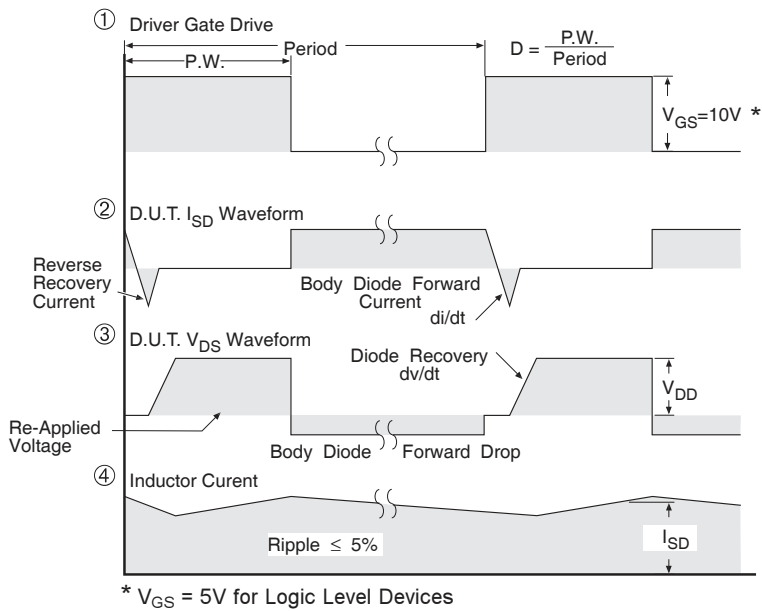 ① Driver Gate Drive
P.W.
Period
D = P.W.
Period
V_GS=10V *
② D.U.T. I_SD Waveform
Reverse
Recovery
Current
Body Diode Forward
Current
di/dt
③ D.U.T. V_DS Waveform
Diode Recovery
dv/dt
V_DD
Re-Applied
Voltage
Body Diode Forward Drop
④ Inductor Curent
Ripple ≤ 5%
I_SD
* V_GS = 5V for Logic Level Devices